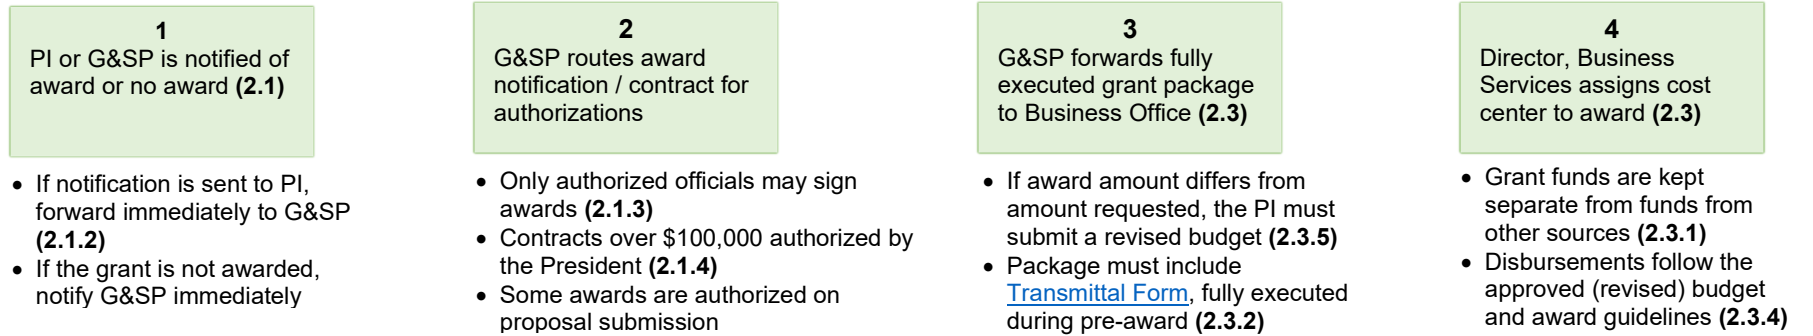 1
PI or G&SP is notified of
award or no award (2.1)
• If notification is sent to PI,
forward immediately to G&SP
(2.1.2)
• If the grant is not awarded,
notify G&SP immediately
2
G&SP routes award
notification / contract for
authorizations
• Only authorized officials may sign
awards (2.1.3)
• Contracts over $100,000 authorized by
the President (2.1.4)
• Some awards are authorized on
proposal submission
3
G&SP forwards fully
executed grant package
to Business Office (2.3)
• If award amount differs from
amount requested, the PI must
submit a revised budget (2.3.5)
• Package must include
Transmittal Form, fully executed
during pre-award (2.3.2)
4
Director, Business
Services assigns cost
center to award (2.3)
• Grant funds are kept
separate from funds from
other sources (2.3.1)
• Disbursements follow the
approved (revised) budget
and award guidelines (2.3.4)